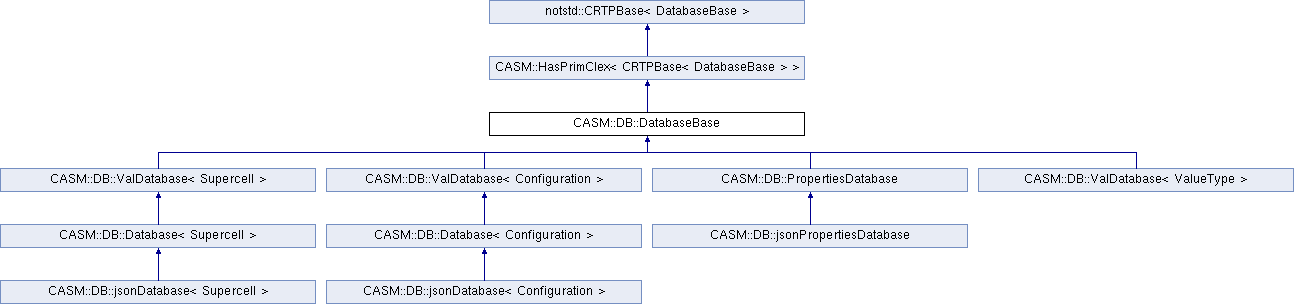 notstd::CRTPBase< DatabaseBase >
CASM::HasPrimClex< CRTPBase< DatabaseBase > >
CASM::DB::DatabaseBase
CASM::DB::ValDatabase< Supercell >
CASM::DB::ValDatabase< Configuration >
CASM::DB::PropertiesDatabase
CASM::DB::ValDatabase< ValueType >
CASM::DB::Database< Supercell >
CASM::DB::Database< Configuration >
CASM::DB::jsonPropertiesDatabase
CASM::DB::jsonDatabase< Supercell >
CASM::DB::jsonDatabase< Configuration >